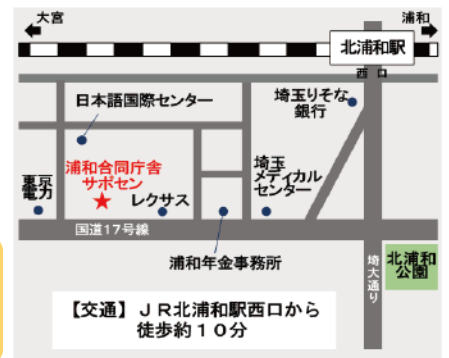 大宮
浦和
北浦和駅
西 口
日本語国際センター
埼玉りそな
銀行
浦和合同庁舎
サポセン
埼玉
メディカル
センター
東京
電力
レクサス
国道17号線
浦和年金事務所
埼大通り
北浦和
公園
【交通】ＪＲ北浦和駅西口から
徒歩約１０分